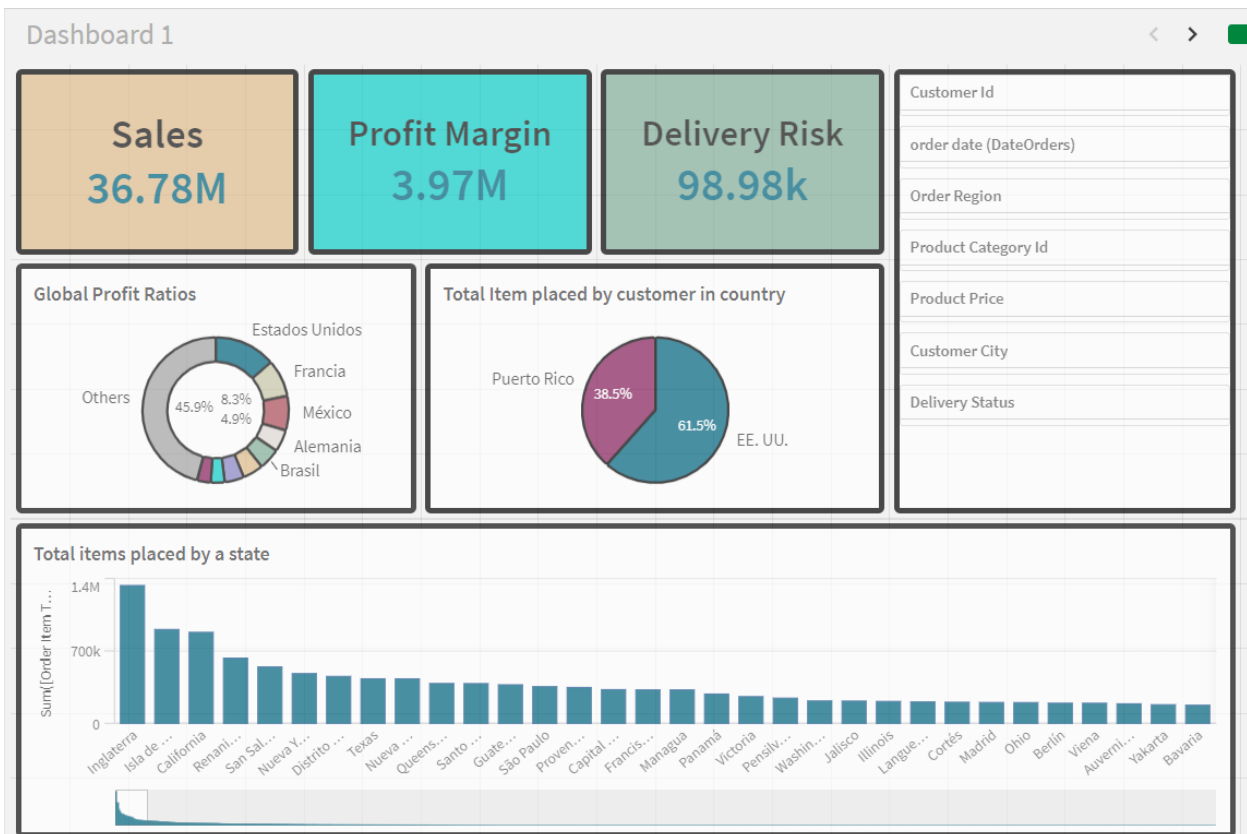 Dashboard 1
Sales
36.78M
Profit Margin
3.97M
Delivery Risk
98.98k
Customer Id
order date (DateOrders)
Order Region
Product Category Id
Product Price
Customer City
Delivery Status
Global Profit Ratios
Estados Unidos
Francia
México
Alemania
Brasil
Others
45.9%
8.3%
4.9%
Total Item placed by customer in country
Puerto Rico
38.5%
61.5%
EE. UU.
Total items placed by a state
Sum([Order Item T...
1.4M
700k
0
Inglaterra
Isla de ...
California
Renani...
San Sal...
Nueva Y...
Distrito ...
Texas
Nueva ...
Queens...
Santo ...
Guate...
São Paulo
Proven...
Capital ...
Francis...
Managua
Panamá
Victoria
Pensilv...
Washin...
Jalisco
Illinois
Langue...
Cortés
Madrid
Ohio
Berlín
Viena
Auverni...
Yakarta
Bavaria